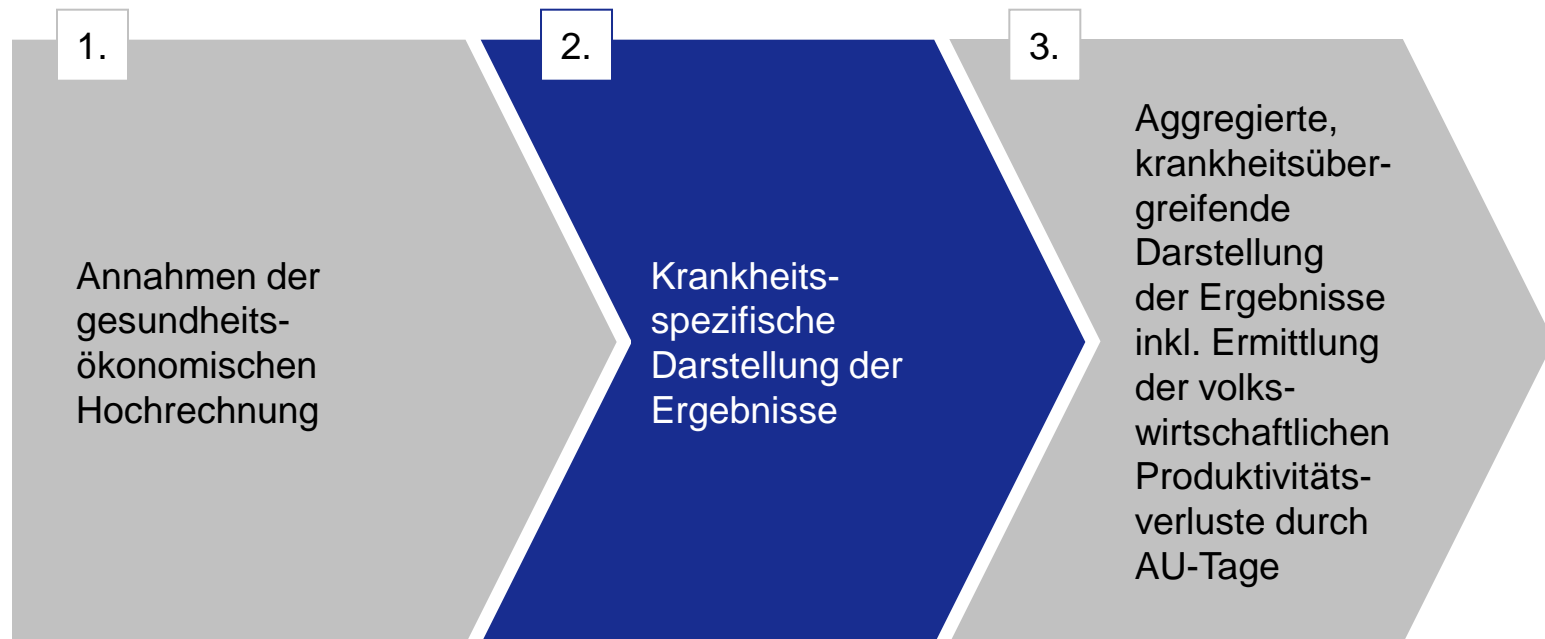 1.
Annahmen der
gesundheits-
ökonomischen
Hochrechnung
2.
Krankheits-
spezifische
Darstellung der
Ergebnisse
3.
Aggregierte,
krankheitsüber-
greifende
Darstellung
der Ergebnisse
inkl. Ermittlung
der volks-
wirtschaftlichen
Produktivitäts-
verluste durch
AU-Tage